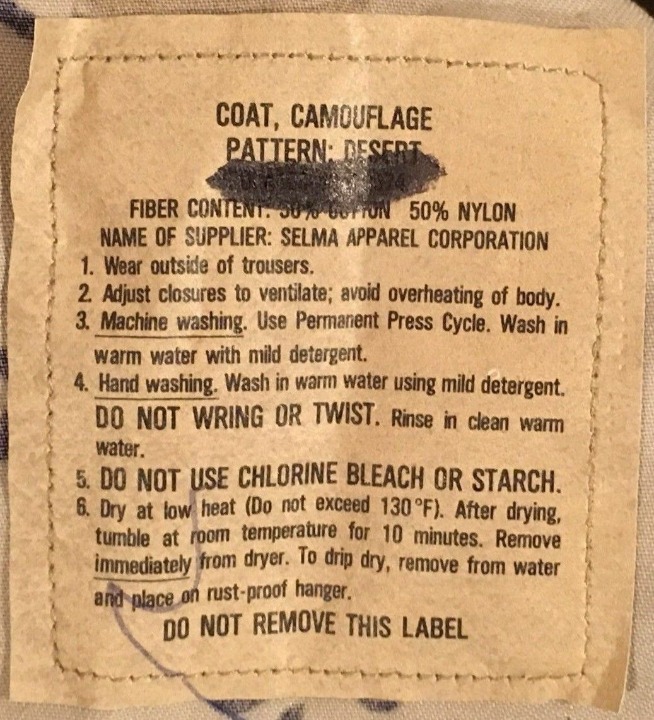 COAT, CAMOUFLAGE
PATTERN: DESERT
FIBER CONTENT: 50% COTTON 50% NYLON
NAME OF SUPPLIER: SELMA APPAREL CORPORATION
1. Wear outside of trousers.
2. Adjust closures to ventilate; avoid overheating of body.
3. Machine washing. Use Permanent Press Cycle. Wash in
warm water with mild detergent.
4. Hand washing. Wash in warm water using mild detergent.
DO NOT WRING OR TWIST. Rinse in clean warm
water.
5. DO NOT USE CHLORINE BLEACH OR STARCH.
6. Dry at low heat (Do not exceed 130°F). After drying,
tumble at room temperature for 10 minutes. Remove
immediately from dryer. To drip dry, remove from water
and place on rust-proof hanger.
DO NOT REMOVE THIS LABEL